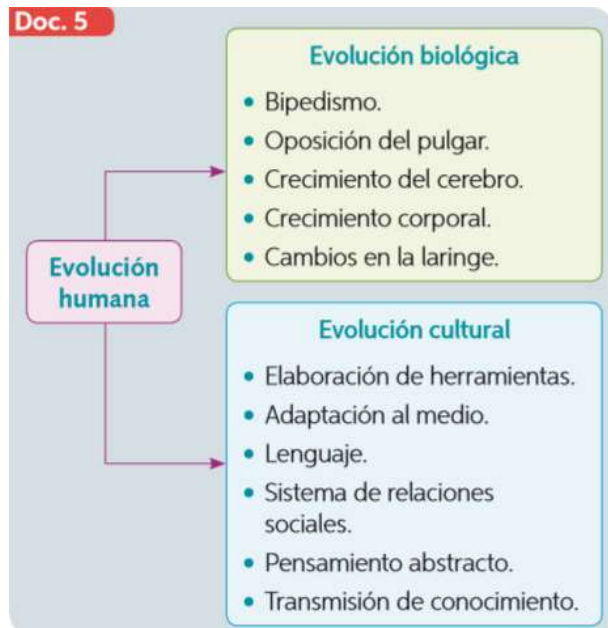 Doc. 5
Evolución
humana
Evolución biológica
• Bipedismo.
• Oposición del pulgar.
• Crecimiento del cerebro.
• Crecimiento corporal.
• Cambios en la laringe.
Evolución cultural
• Elaboración de herramientas.
• Adaptación al medio.
• Lenguaje.
• Sistema de relaciones
sociales.
• Pensamiento abstracto.
• Transmisión de conocimiento.